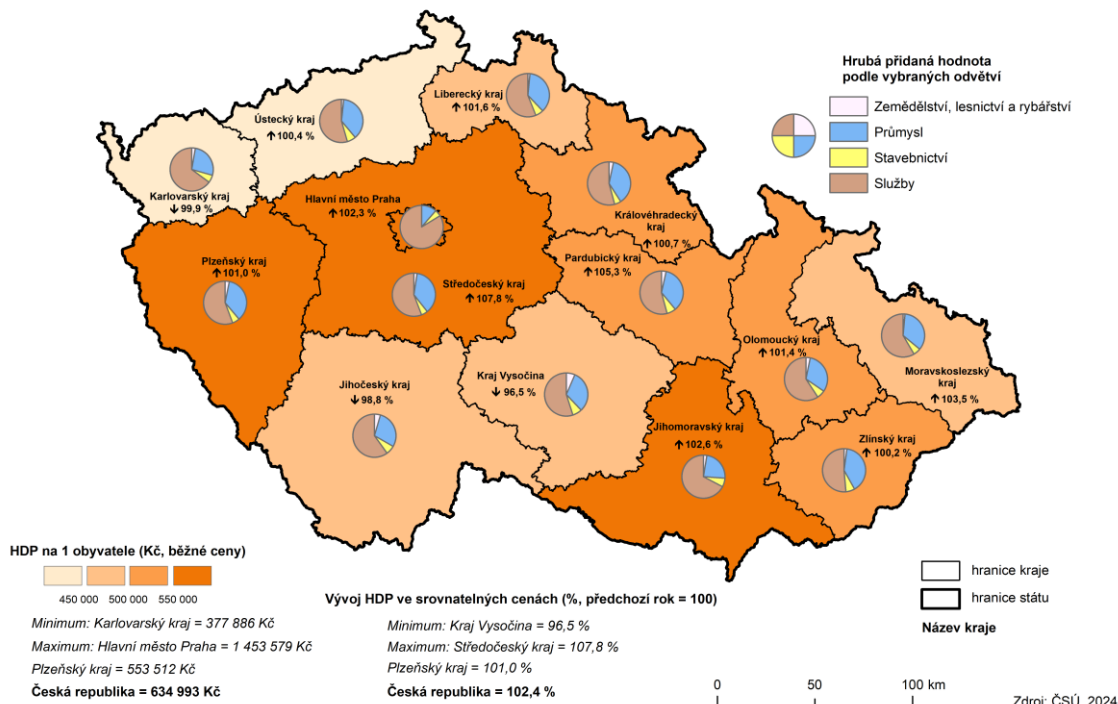 Hrubá přidaná hodnota
podle vybraných odvětví
Zemědělství, lesnictví a rybářství
Průmysl
Stavebnictví
Služby
Liberecký kraj
↑ 101,6 %
Ústecký kraj
↑ 100,4 %
Karlovarský kraj
↓ 99,9 %
Hlavní město Praha
↑ 102,3 %
Královéhradecký
kraj
↑ 100,7 %
Plzeňský kraj
↑ 101,0 %
Pardubický kraj
↑ 105,3 %
Středočeský kraj
↑ 107,8 %
Olomoucký kraj
↑ 101,4 %
Moravskoslezský
kraj
↑ 103,5 %
Kraj Vysočina
↓ 96,5 %
Jihočeský kraj
↓ 98,8 %
Jihomoravský kraj
↑ 102,6 %
Zlínský kraj
↑ 100,2 %
HDP na 1 obyvatele (Kč, běžné ceny)
450 000 500 000 550 000
Minimum: Karlovarský kraj = 377 886 Kč
Maximum: Hlavní město Praha = 1 453 579 Kč
Plzeňský kraj = 553 512 Kč
Česká republika = 634 993 Kč
Vývoj HDP ve srovnatelných cenách (%, předchozí rok = 100)
Minimum: Kraj Vysočina = 96,5 %
Maximum: Středočeský kraj = 107,8 %
Plzeňský kraj = 101,0 %
Česká republika = 102,4 %
hranice kraje
hranice státu
Název kraje
0 50 100 km
Zdroj: ČSÚ, 2024